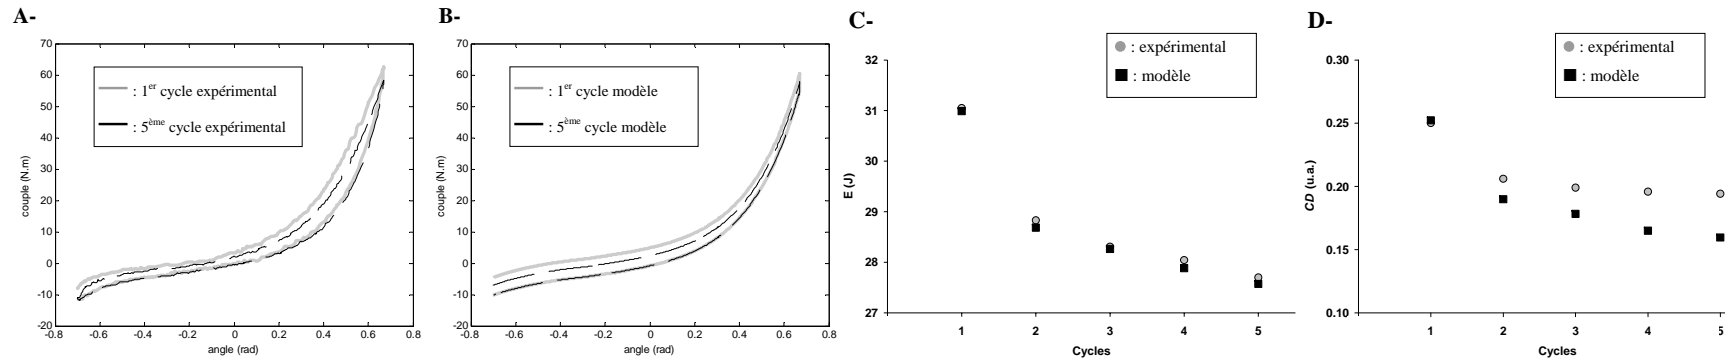 A-
70
60
50
40
30
20
10
0
-10
-20
-0.8 -0.6 -0.4 -0.2 0 0.2 0.4 0.6 0.8
couple (N.m)
angle (rad)
: 1er cycle expérimental
: 5ème cycle expérimental
B-
70
60
50
40
30
20
10
0
-10
-20
-0.8 -0.6 -0.4 -0.2 0 0.2 0.4 0.6 0.8
couple (N.m)
angle (rad)
: 1er cycle modèle
: 5ème cycle modèle
C-
: expérimental
: modèle
32
31
30
29
28
27
E (J)
1 2 3 4 5
Cycles
D-
: expérimental
: modèle
0.30
0.25
0.20
0.15
0.10
CD (u.a.)
1 2 3 4 5
Cycles